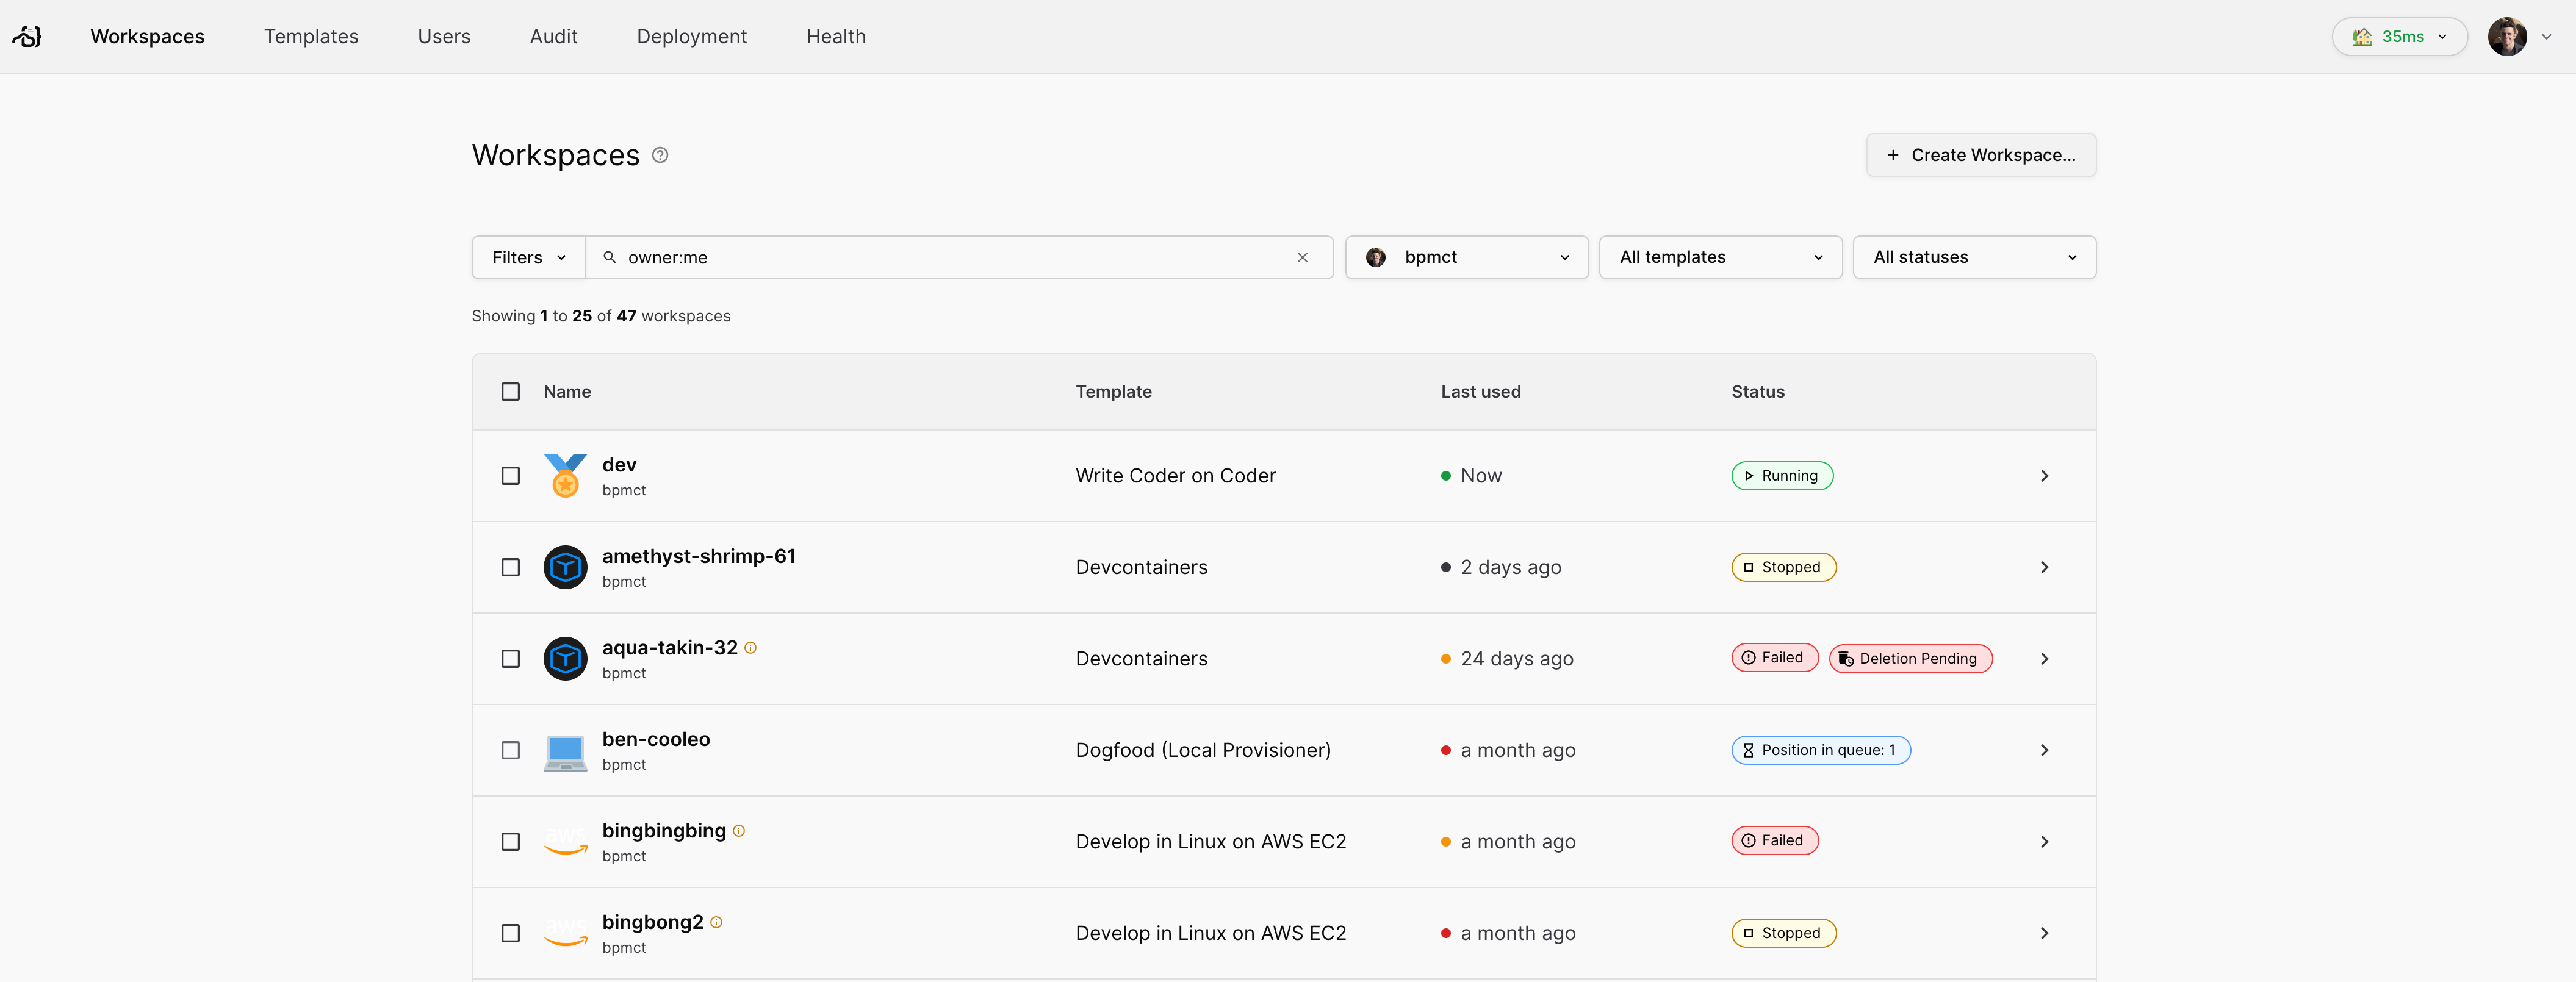 Workspaces Templates Users Audit Deployment Health 35ms
Workspaces
+ Create Workspace...
Filters owner:me bpmct All templates All statuses
Showing 1 to 25 of 47 workspaces
Name Template Last used Status
dev
bpmct
Write Coder on Coder Now Running
amethyst-shrimp-61
bpmct
Devcontainers 2 days ago Stopped
aqua-takin-32
bpmct
Devcontainers 24 days ago Failed Deletion Pending
ben-cooleo
bpmct
Dogfood (Local Provisioner) a month ago Position in queue: 1
aws
bingbingbing
bpmct
Develop in Linux on AWS EC2 a month ago Failed
aws
bingbong2
bpmct
Develop in Linux on AWS EC2 a month ago Stopped